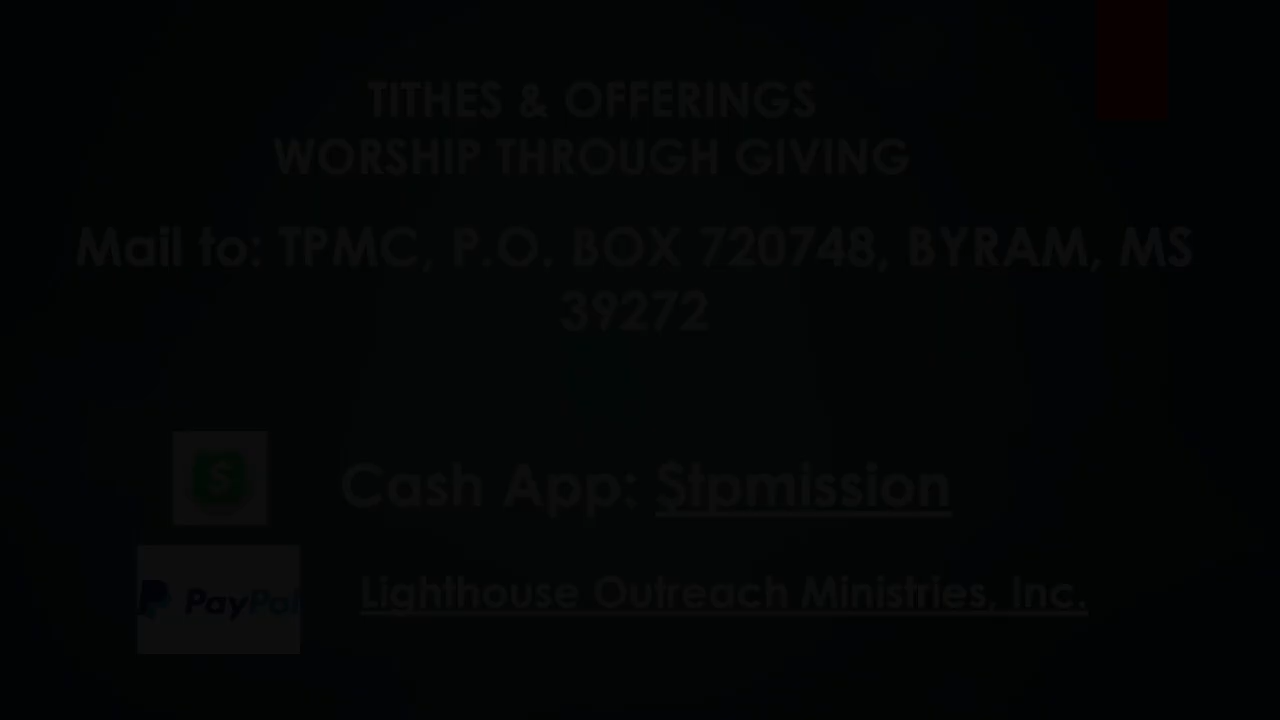 TITHES & OFFERINGS
WORSHIP THROUGH GIVING
Mail to: TPMC, P.O. BOX 720748, BYRAM, MS
39272
$
Cash App: $tpmission
PayPal
Lighthouse Outreach Ministries, Inc.